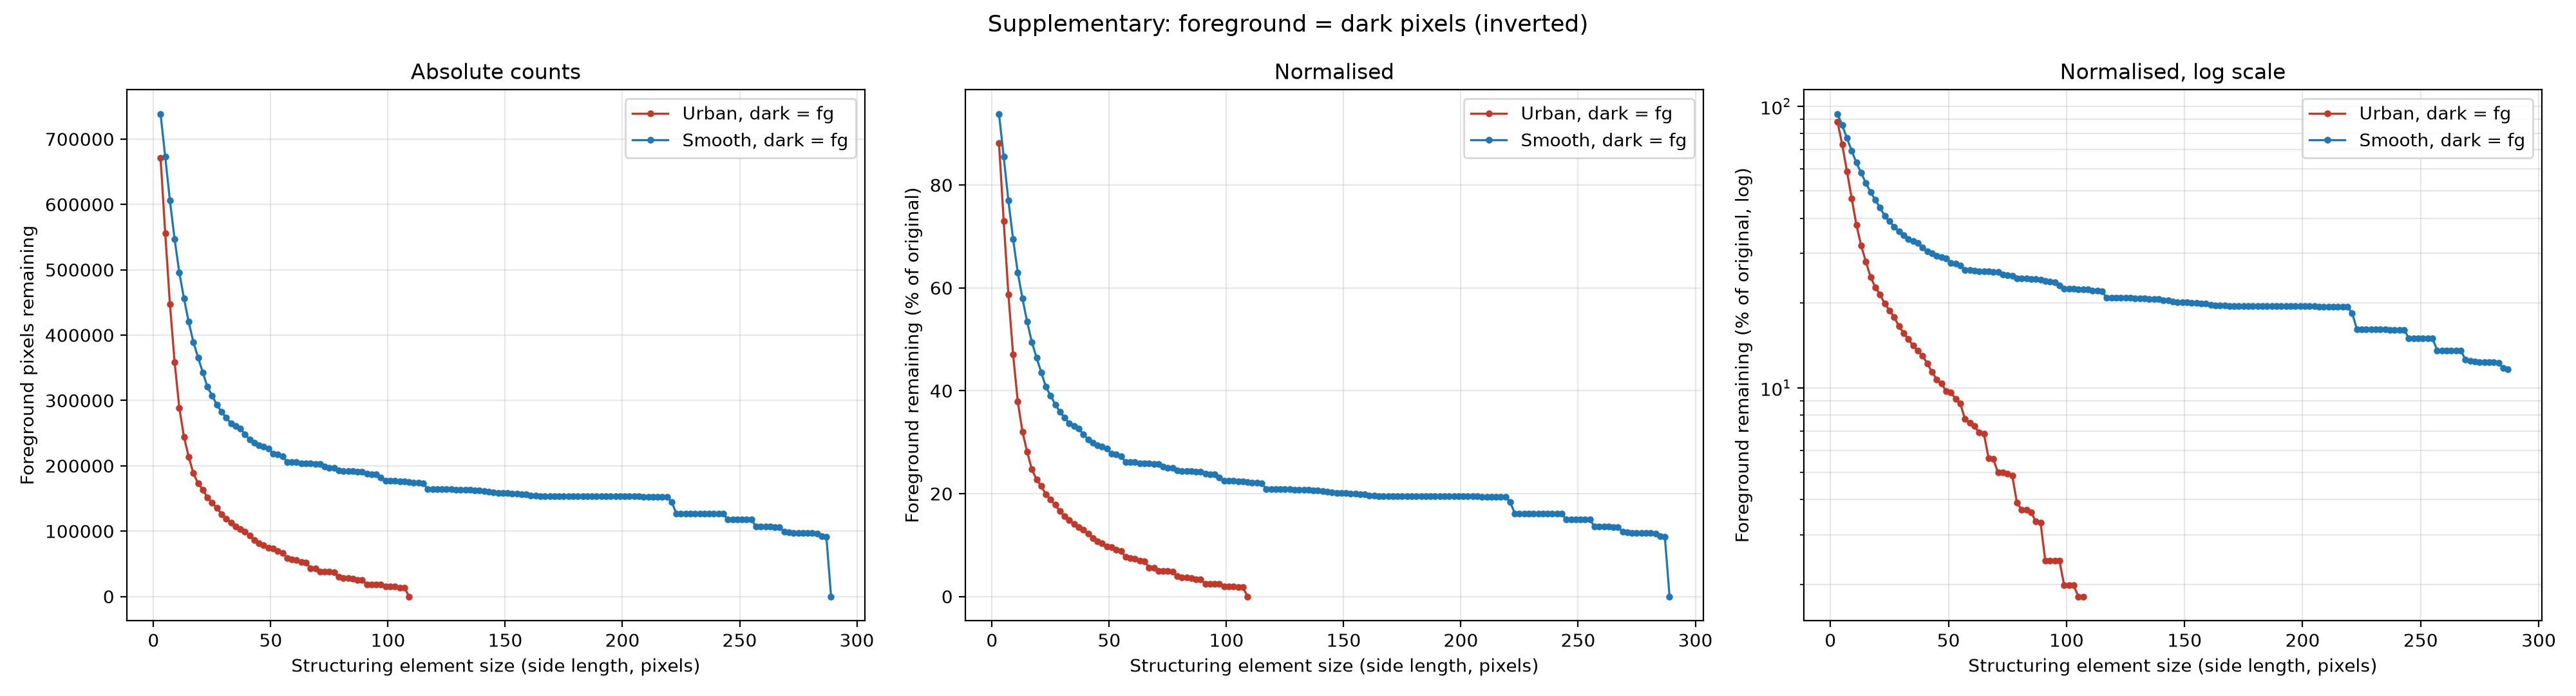 Supplementary: foreground = dark pixels (inverted)
Absolute counts
Foreground pixels remaining
700000
600000
500000
400000
300000
200000
100000
0
Urban, dark = fg
Smooth, dark = fg
0 50 100 150 200 250 300
Structuring element size (side length, pixels)
Normalised
Foreground remaining (% of original)
80
60
40
20
0
Urban, dark = fg
Smooth, dark = fg
0 50 100 150 200 250 300
Structuring element size (side length, pixels)
Normalised, log scale
Foreground remaining (% of original, log)
10²
10¹
Urban, dark = fg
Smooth, dark = fg
0 50 100 150 200 250 300
Structuring element size (side length, pixels)